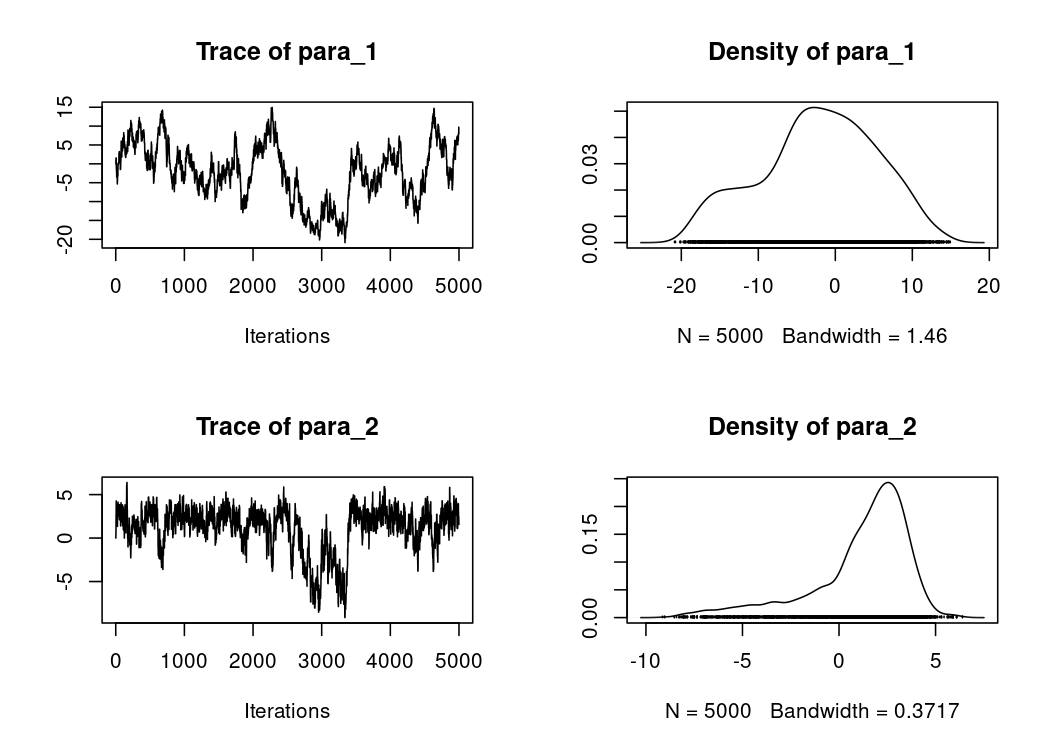 Trace of para_1
15
5
-5
-20
0 1000 2000 3000 4000 5000
Iterations
Density of para_1
0.03
0.00
-20 -10 0 10 20
N = 5000 Bandwidth = 1.46
Trace of para_2
5
0
-5
0 1000 2000 3000 4000 5000
Iterations
Density of para_2
0.15
0.00
-10 -5 0 5
N = 5000 Bandwidth = 0.3717